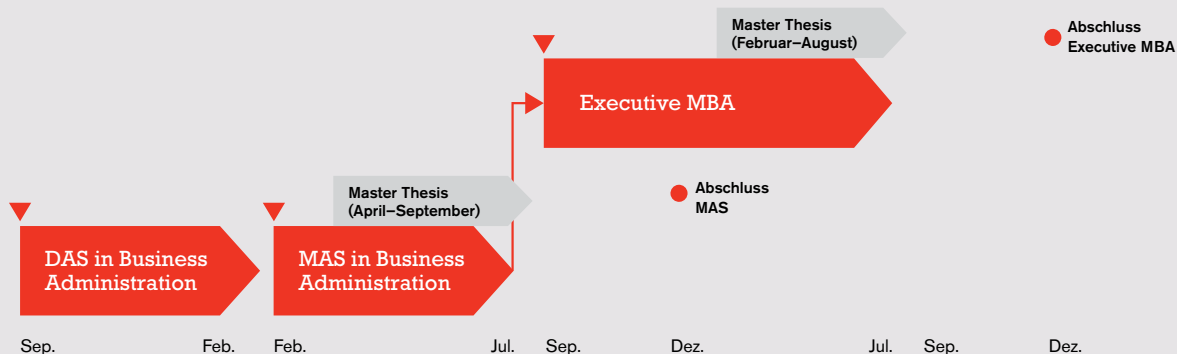 Master Thesis
(Februar–August)
Abschluss
Executive MBA
Executive MBA
Master Thesis
(April–September)
Abschluss
MAS
DAS in Business
Administration
MAS in Business
Administration
Sep. Feb. Feb. Jul. Sep. Dez. Jul. Sep. Dez.